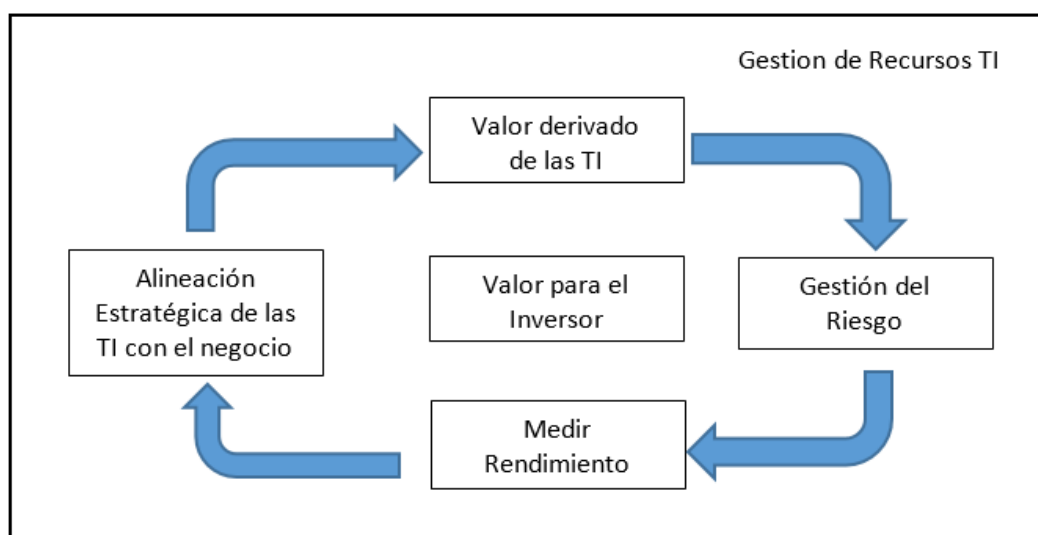 Gestion de Recursos TI
Valor derivado
de las TI
Alineación
Estratégica de las
TI con el negocio
Valor para el
Inversor
Gestión del
Riesgo
Medir
Rendimiento